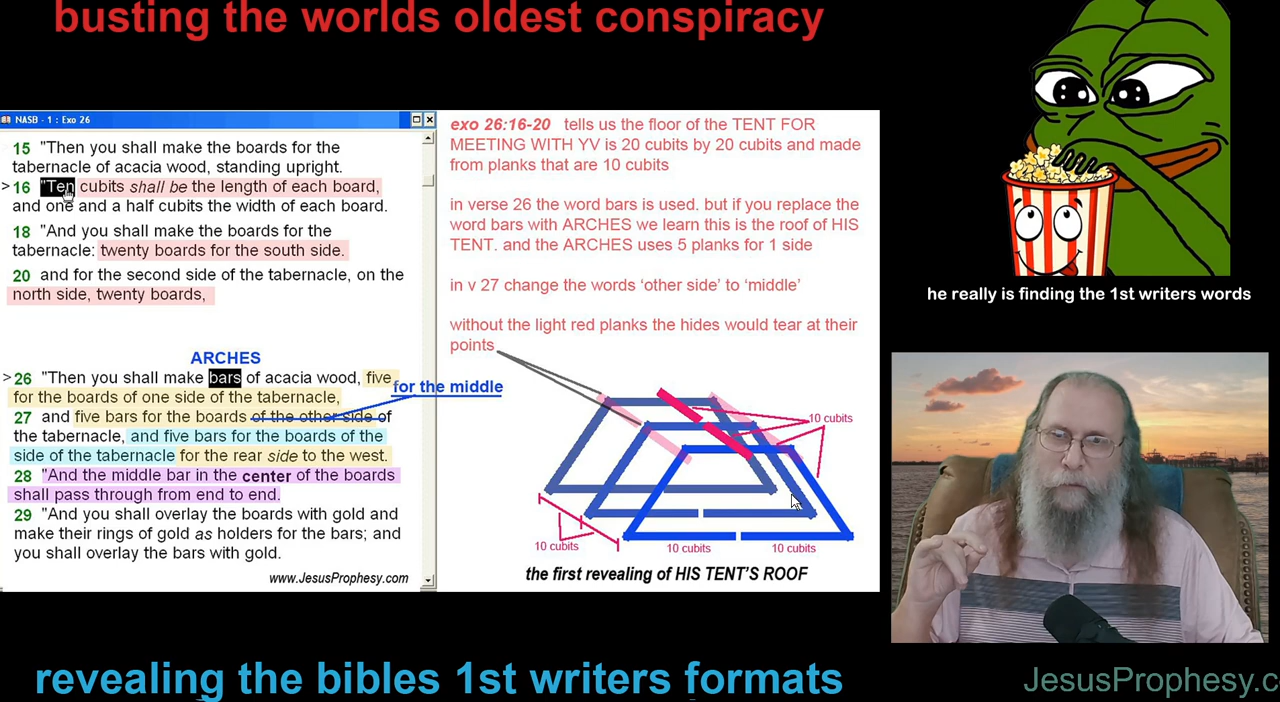 busting the worlds oldest conspiracy
NASB - 1 : Exo 26
15 "Then you shall make the boards for the
tabernacle of acacia wood, standing upright.
>16 "Ten cubits shall be the length of each board,
and one and a half cubits the width of each board.
18 "And you shall make the boards for the
tabernacle: twenty boards for the south side.
20 and for the second side of the tabernacle, on the
north side, twenty boards,
ARCHES
>26 "Then you shall make bars of acacia wood, five
for the boards of one side of the tabernacle,
for the middle
27 and five bars for the boards of the other side of
the tabernacle, and five bars for the boards of the
side of the tabernacle for the rear side to the west.
28 "And the middle bar in the center of the boards
shall pass through from end to end.
29 "And you shall overlay the boards with gold and
make their rings of gold as holders for the bars; and
you shall overlay the bars with gold.
www.JesusProphesy.com
exo 26:16-20 tells us the floor of the TENT FOR
MEETING WITH YV is 20 cubits by 20 cubits and made
from planks that are 10 cubits
in verse 26 the word bars is used. but if you replace the
word bars with ARCHES we learn this is the roof of HIS
TENT. and the ARCHES uses 5 planks for 1 side
in v 27 change the words ‘other side’ to ‘middle’
without the light red planks the hides would tear at their
points
10 cubits
10 cubits
10 cubits
10 cubits
the first revealing of HIS TENT'S ROOF
he really is finding the 1st writers words
revealing the bibles 1st writers formats
JesusProphesy.c